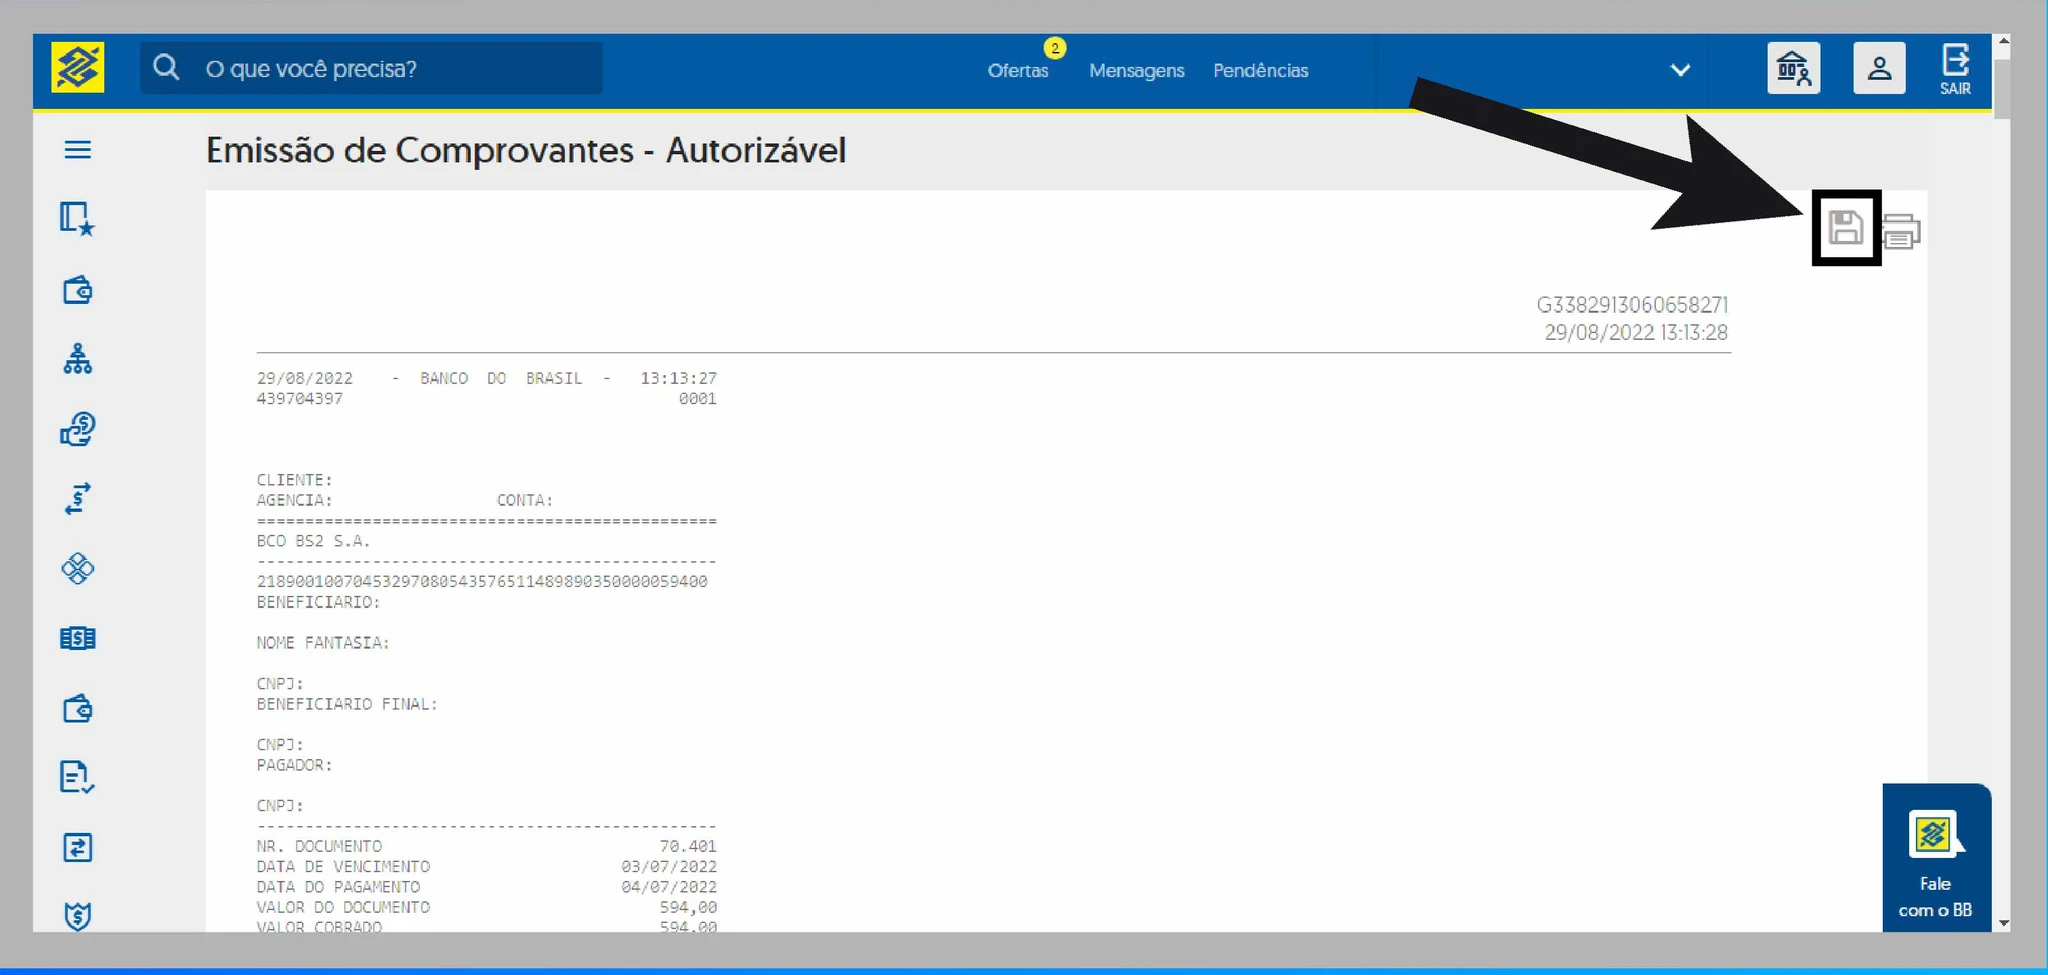 O que você precisa?
Ofertas
2
Mensagens
Pendências
SAIR
Emissão de Comprovantes - Autorizável
G3382913060658271
29/08/2022 13:13:28
29/08/2022 - BANCO DO BRASIL - 13:13:27
439704397 0001
CLIENTE:
AGENCIA: CONTA:
================================================
BCO BS2 S.A.
------------------------------------------------
21890010070453297080543576511489890350000059400
BENEFICIARIO:
NOME FANTASIA:
CNPJ:
BENEFICIARIO FINAL:
CNPJ:
PAGADOR:
CNPJ:
------------------------------------------------
NR. DOCUMENTO 70.401
DATA DE VENCIMENTO 03/07/2022
DATA DO PAGAMENTO 04/07/2022
VALOR DO DOCUMENTO 594,00
VALOR COBRADO 594,00
Fale
com o BB